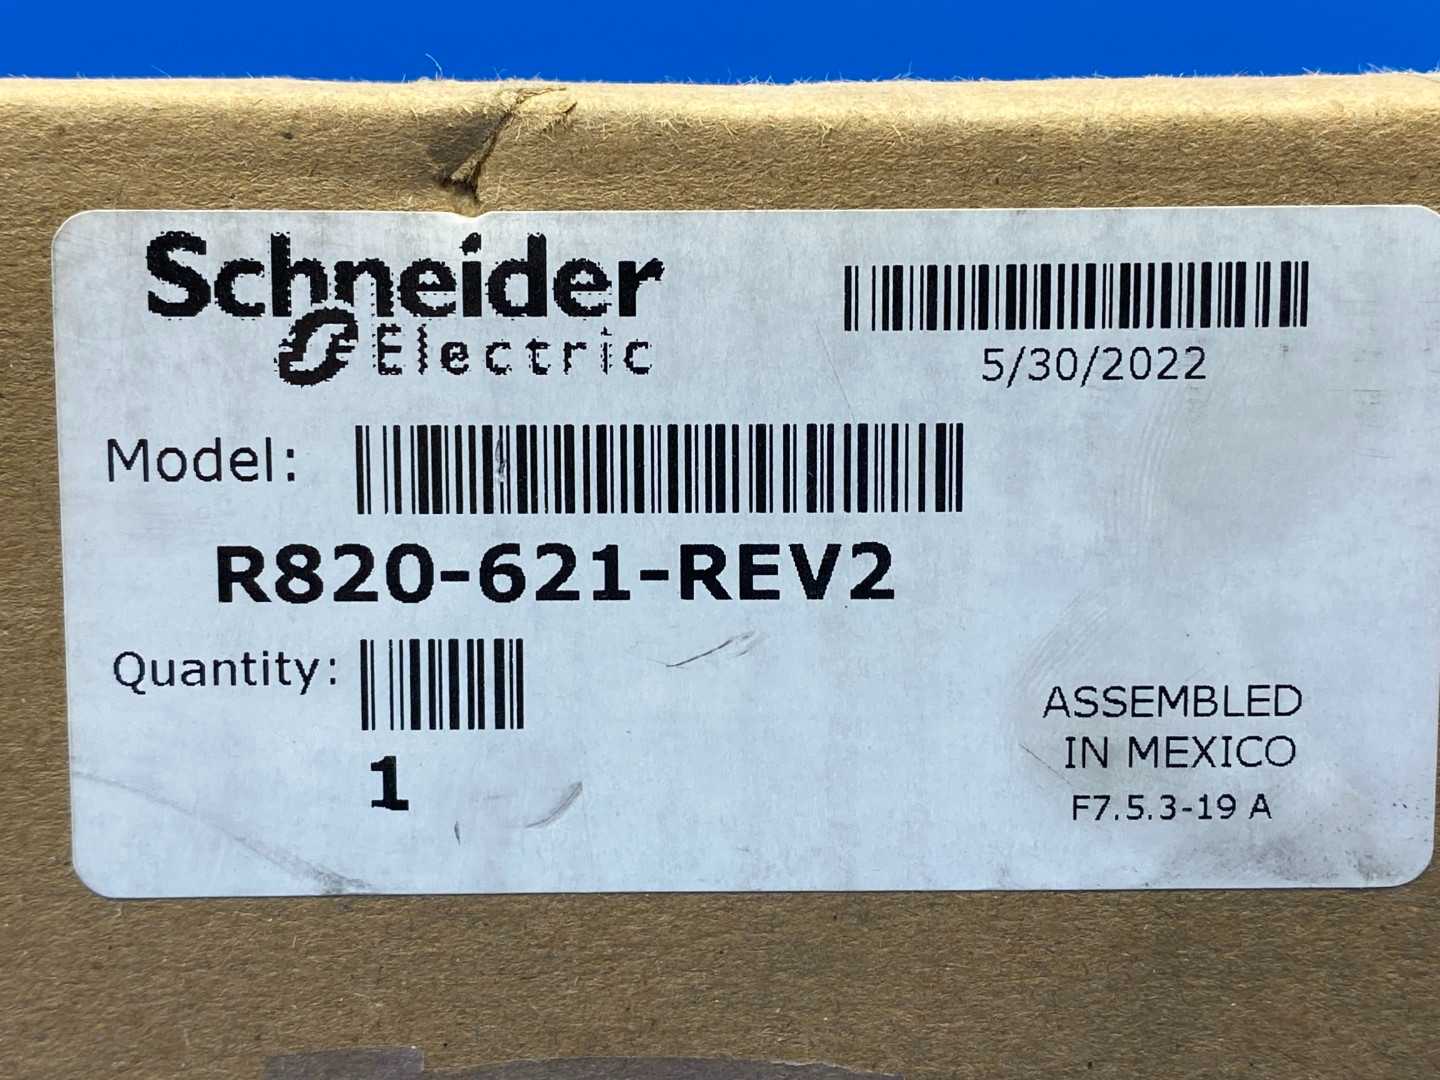 Schneider
Electric
5/30/2022
Model:
R820-621-REV2
Quantity:
1
ASSEMBLED
IN MEXICO
F7.5.3-19 A